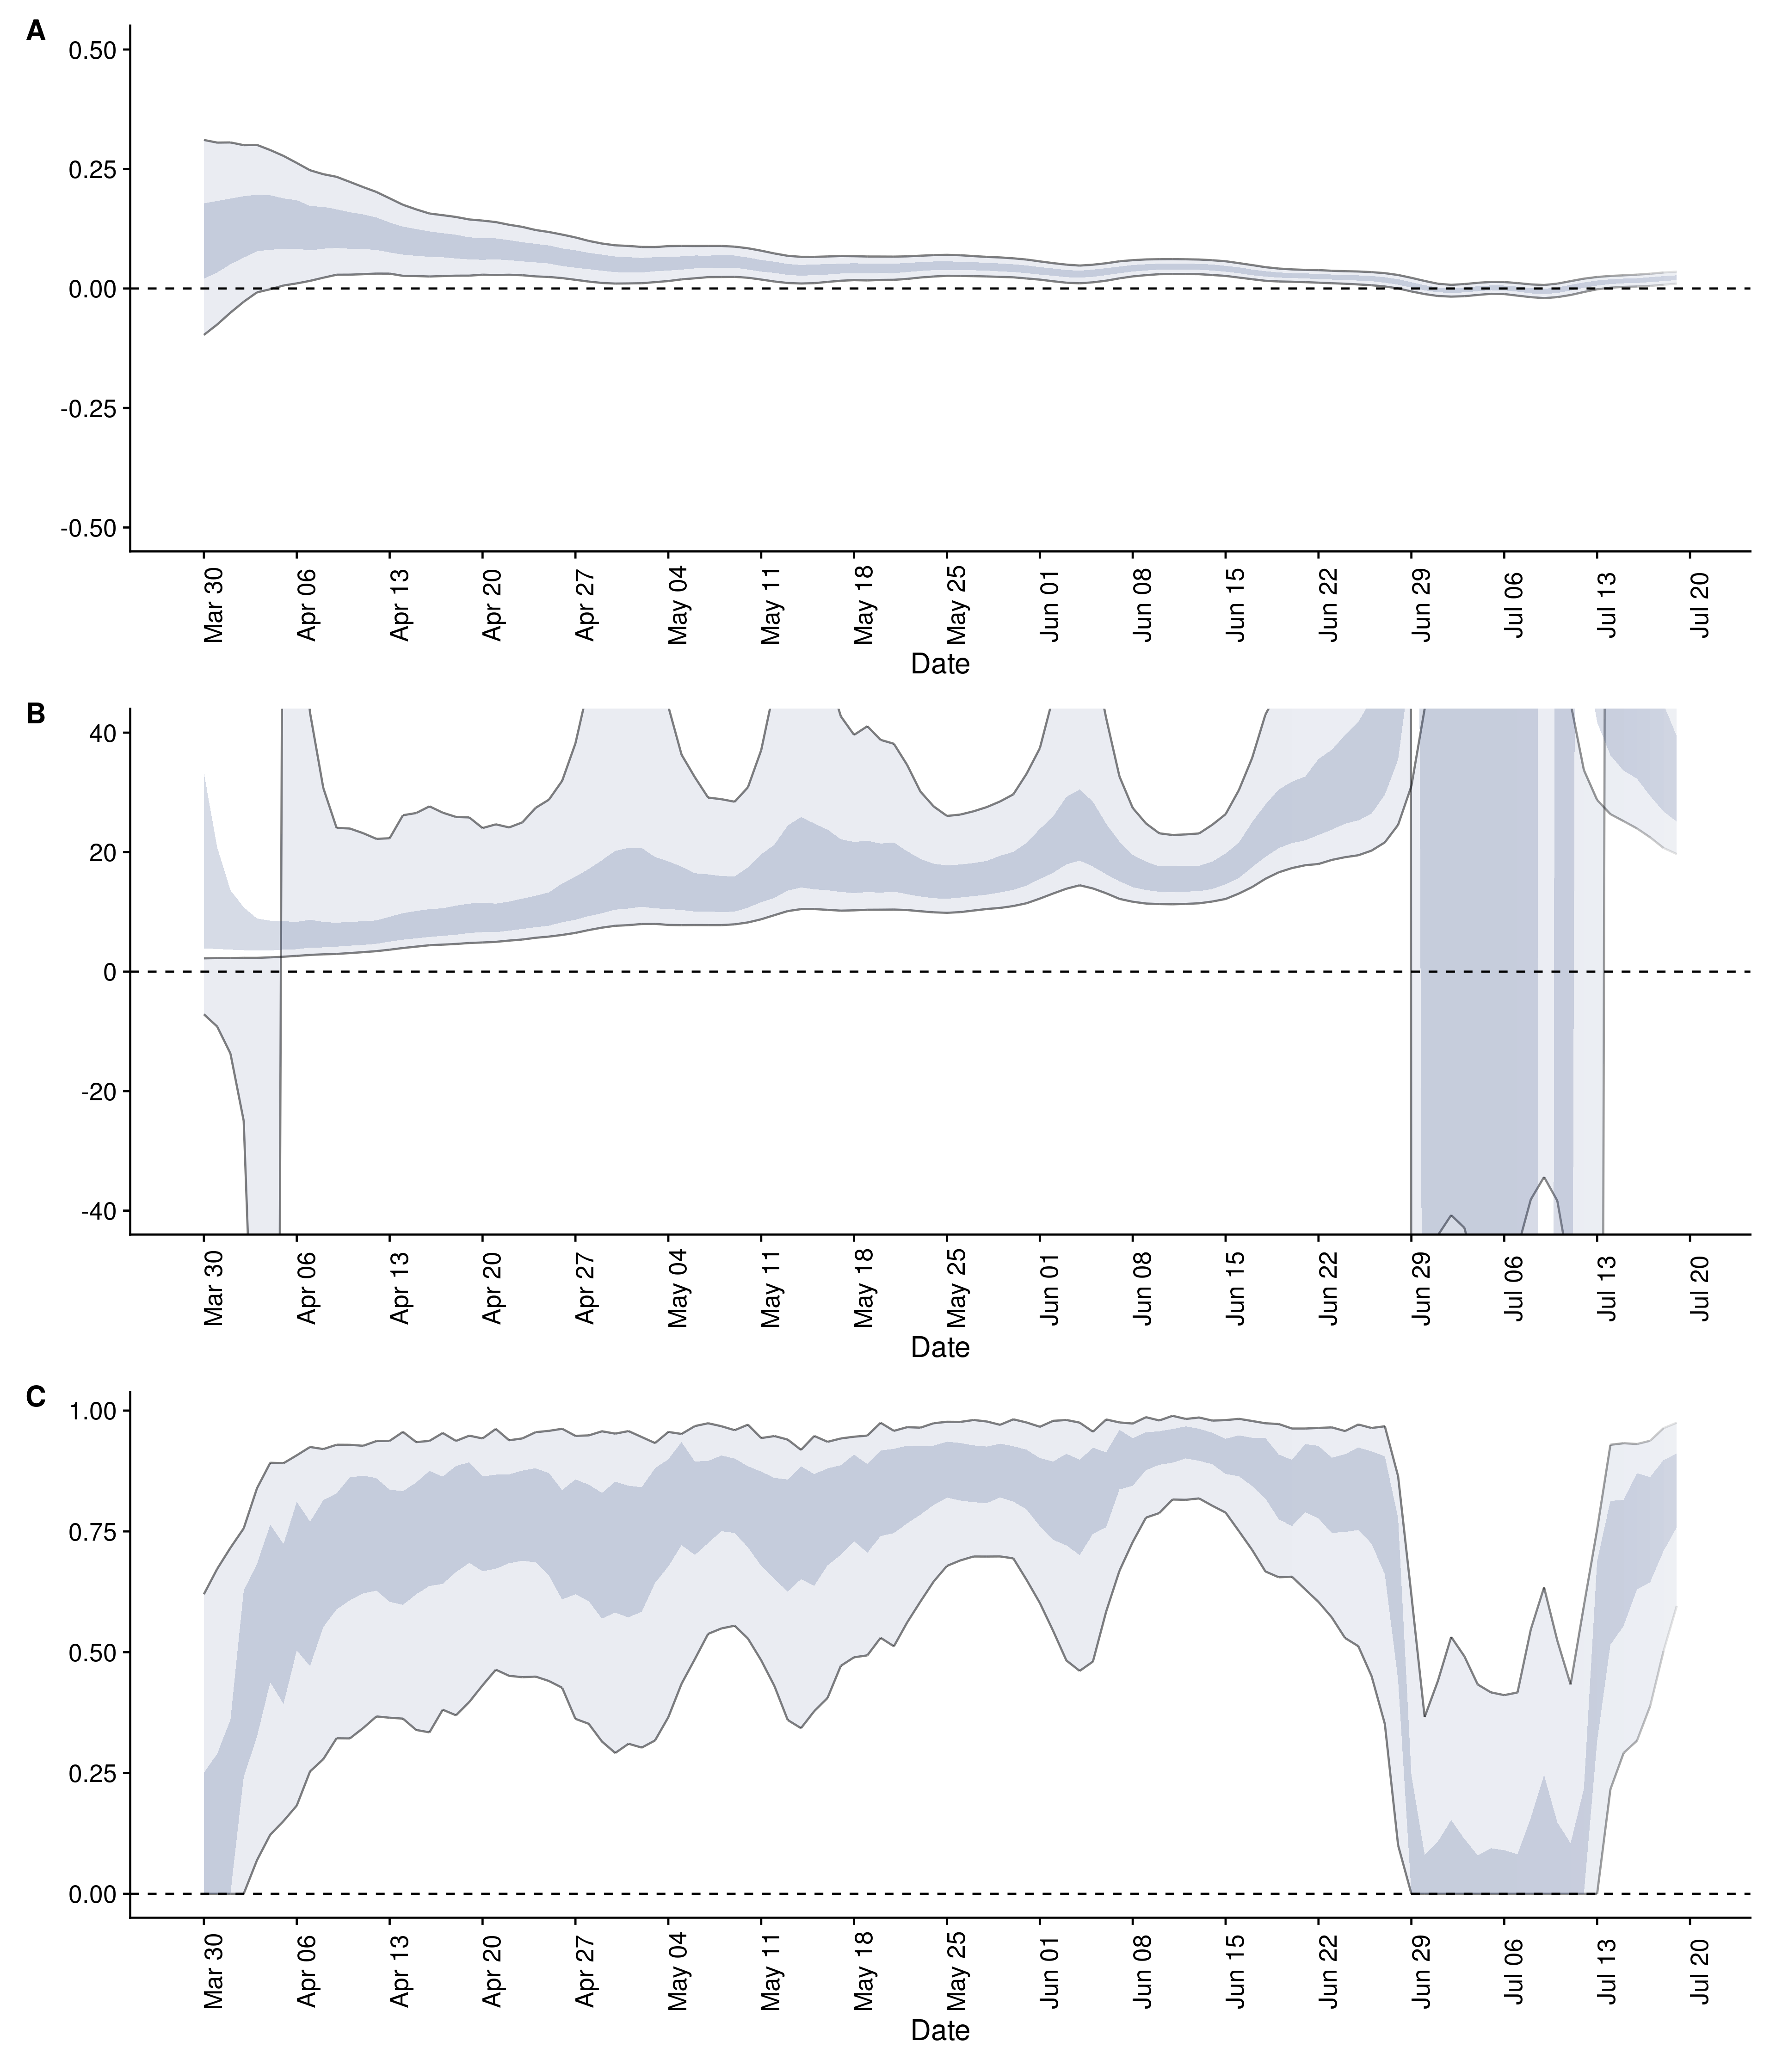 A
0.50
0.25
0.00
-0.25
-0.50
Mar 30
Apr 06
Apr 13
Apr 20
Apr 27
May 04
May 11
May 18
May 25
Jun 01
Jun 08
Jun 15
Jun 22
Jun 29
Jul 06
Jul 13
Jul 20
Date
B
40
20
0
-20
-40
Mar 30
Apr 06
Apr 13
Apr 20
Apr 27
May 04
May 11
May 18
May 25
Jun 01
Jun 08
Jun 15
Jun 22
Jun 29
Jul 06
Jul 13
Jul 20
Date
C
1.00
0.75
0.50
0.25
0.00
Mar 30
Apr 06
Apr 13
Apr 20
Apr 27
May 04
May 11
May 18
May 25
Jun 01
Jun 08
Jun 15
Jun 22
Jun 29
Jul 06
Jul 13
Jul 20
Date